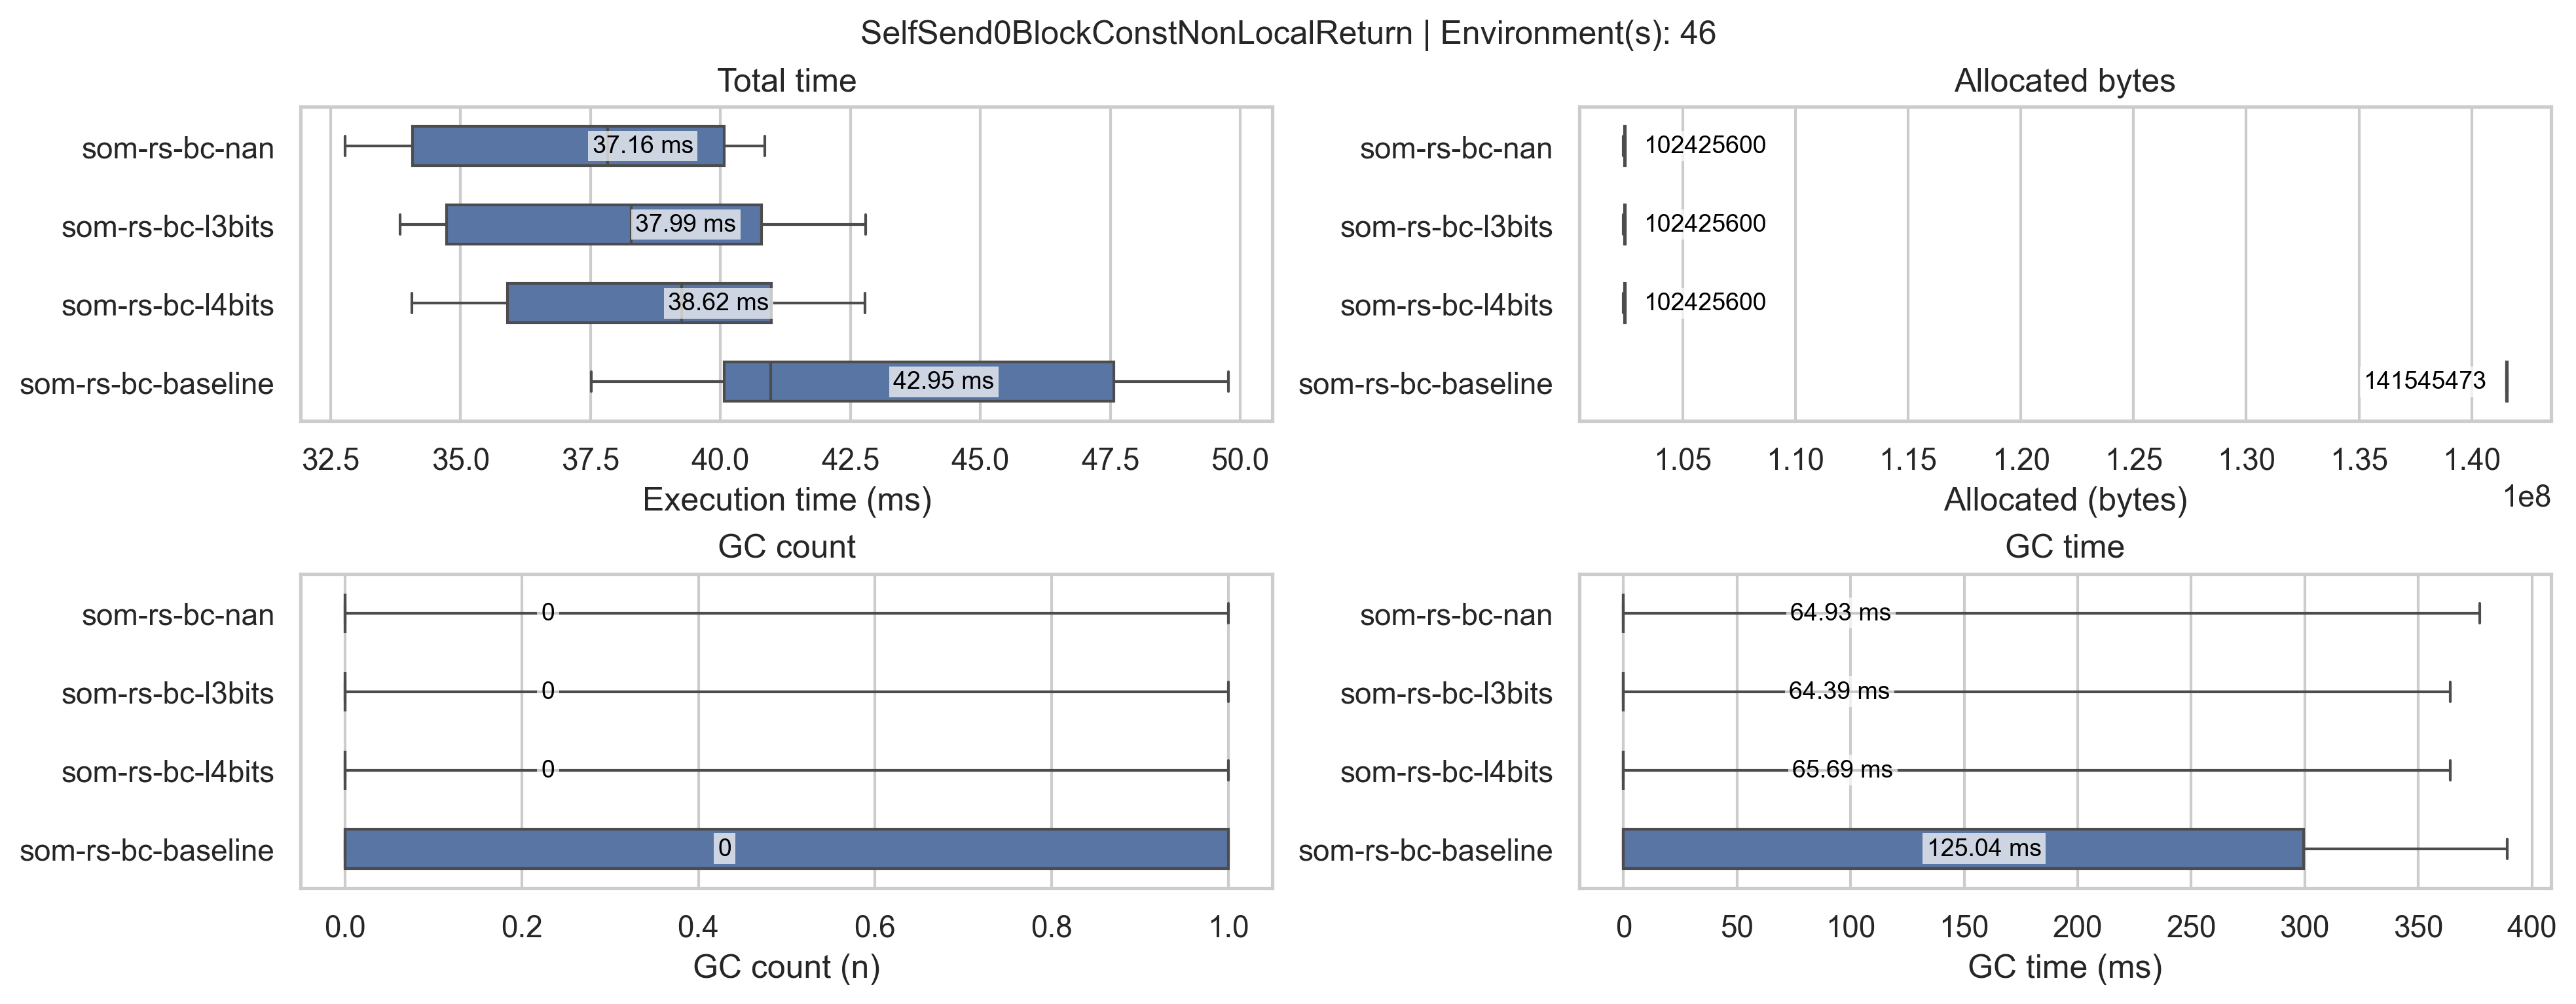 SelfSend0BlockConstNonLocalReturn | Environment(s): 46
Total time
som-rs-bc-nan
37.16 ms
som-rs-bc-l3bits
37.99 ms
som-rs-bc-l4bits
38.62 ms
som-rs-bc-baseline
42.95 ms
32.5 35.0 37.5 40.0 42.5 45.0 47.5 50.0
Execution time (ms)
Allocated bytes
som-rs-bc-nan
102425600
som-rs-bc-l3bits
102425600
som-rs-bc-l4bits
102425600
som-rs-bc-baseline
141545473
1.05 1.10 1.15 1.20 1.25 1.30 1.35 1.40
1e8
Allocated (bytes)
GC count
som-rs-bc-nan
0
som-rs-bc-l3bits
0
som-rs-bc-l4bits
0
som-rs-bc-baseline
0
0.0 0.2 0.4 0.6 0.8 1.0
GC count (n)
GC time
som-rs-bc-nan
64.93 ms
som-rs-bc-l3bits
64.39 ms
som-rs-bc-l4bits
65.69 ms
som-rs-bc-baseline
125.04 ms
0 50 100 150 200 250 300 350 400
GC time (ms)